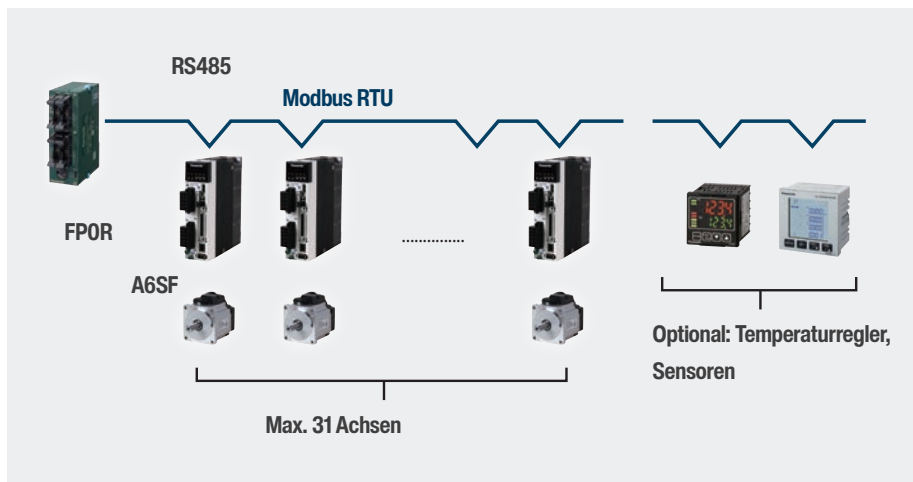 RS485
Modbus RTU
FP0R
A6SF
Optional: Temperaturregler,
Sensoren
Max. 31 Achsen